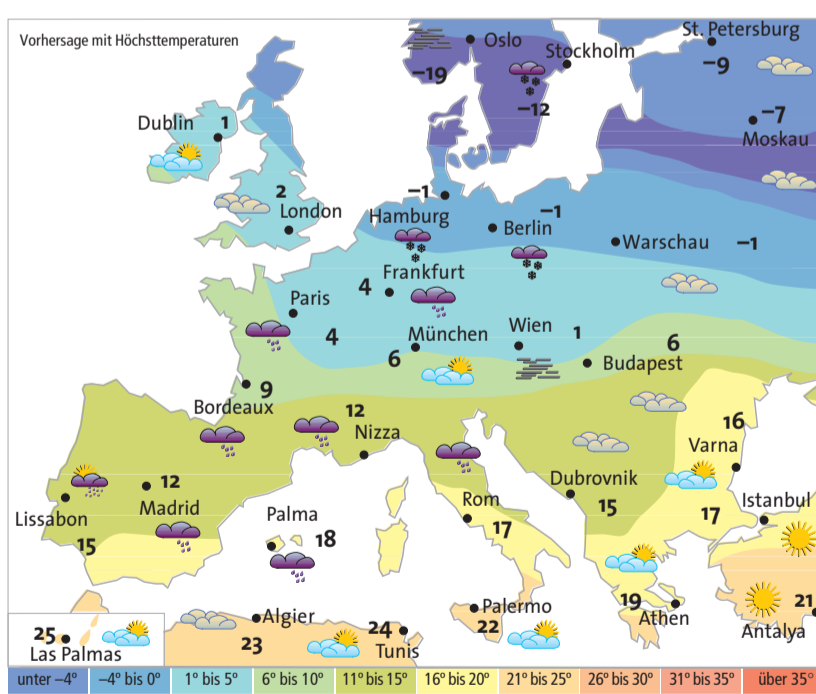 Vorhersage mit Höchsttemperaturen
Oslo
St. Petersburg
Stockholm
–19
–9
–12
–7
Moskau
Dublin
1
2
London
–1
Hamburg
–1
Berlin
Warschau
–1
Frankfurt
4
Paris
4
München
6
Wien
1
6
Budapest
9
Bordeaux
12
Nizza
16
Varna
12
Madrid
Lissabon
15
Dubrovnik
15
Rom
17
17
Istanbul
Palma
18
19
Athen
21
Antalya
Palermo
22
Algier
23
24
Tunis
25
Las Palmas
unter –4°
–4° bis 0°
1° bis 5°
6° bis 10°
11° bis 15°
16° bis 20°
21° bis 25°
26° bis 30°
31° bis 35°
über 35°